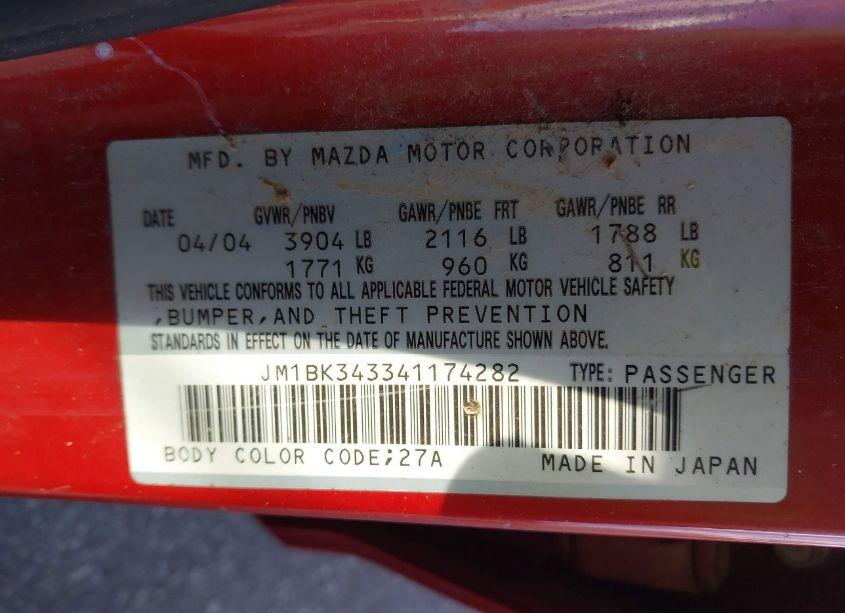 MFD. BY MAZDA MOTOR CORPORATION
DATE GVWR/PNBV GAWR/PNBE FRT GAWR/PNBE RR
04/04 3904 LB 2116 LB 1788 LB
1771 KG 960 KG 811 KG
THIS VEHICLE CONFORMS TO ALL APPLICABLE FEDERAL MOTOR VEHICLE SAFETY
,BUMPER,AND THEFT PREVENTION
STANDARDS IN EFFECT ON THE DATE OF MANUFACTURE SHOWN ABOVE.
JM1BK343341174282 TYPE: PASSENGER
BODY COLOR CODE;27A MADE IN JAPAN